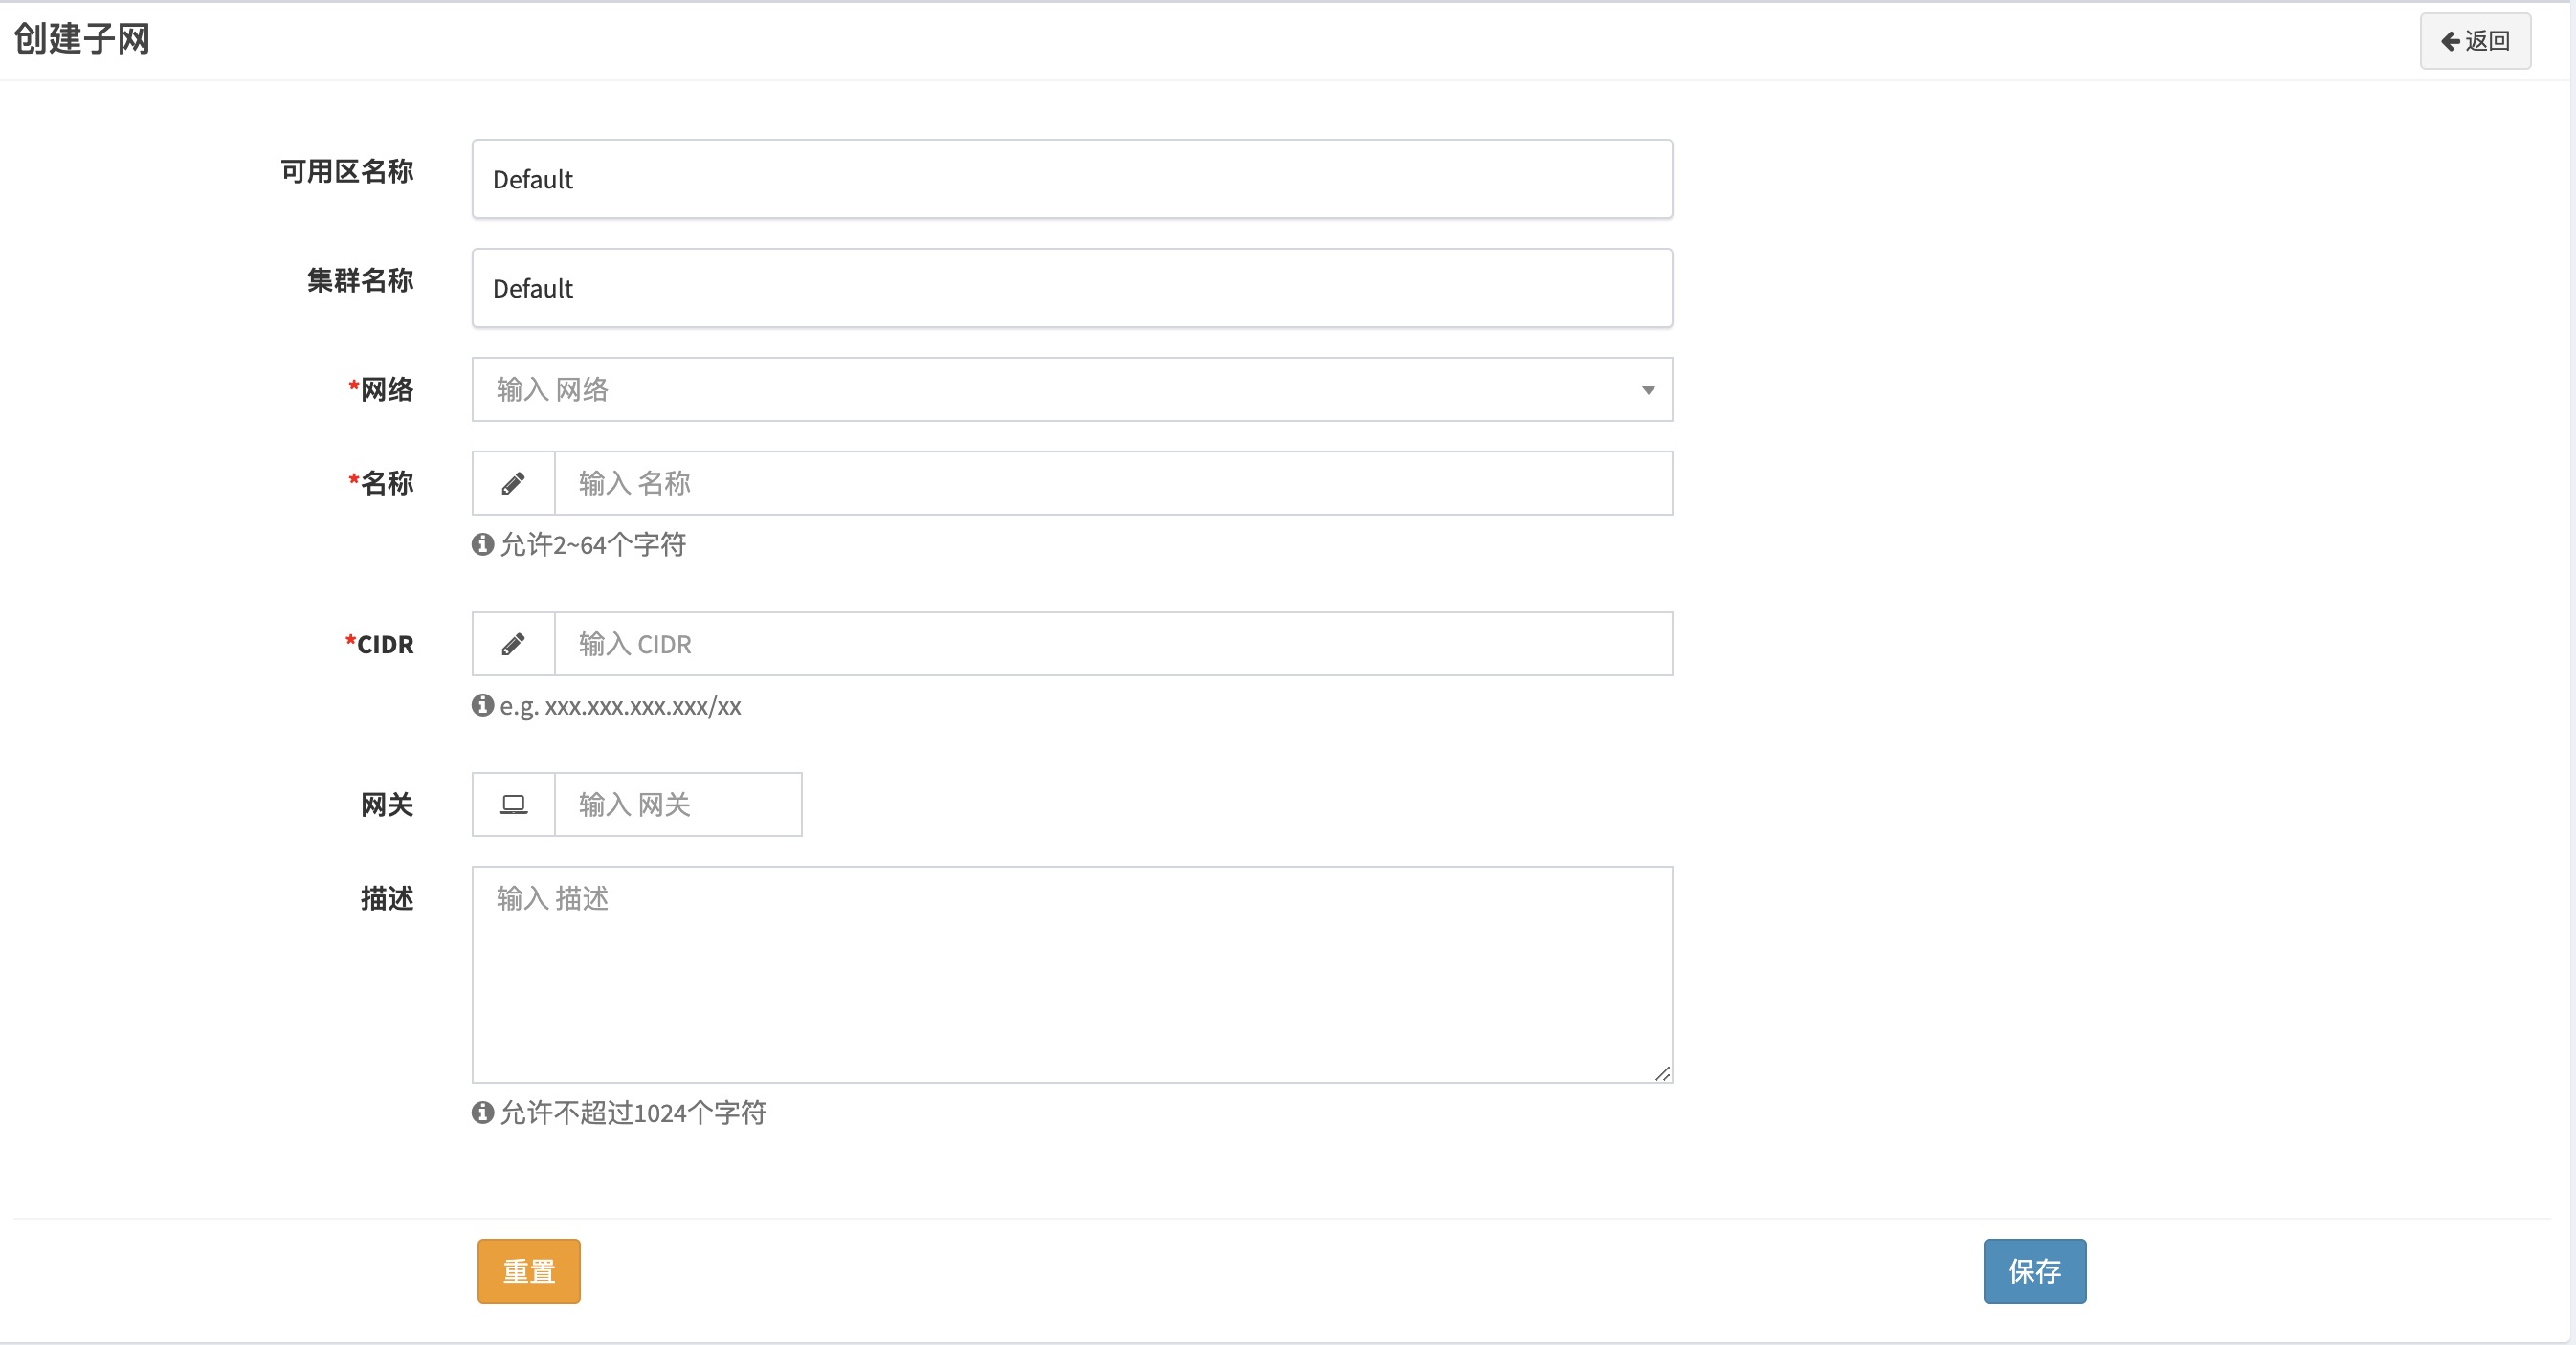 创建子网
返回
可用区名称
Default
集群名称
Default
*网络
输入 网络
*名称
输入 名称
允许2~64个字符
*CIDR
输入 CIDR
e.g. xxx.xxx.xxx.xxx/xx
网关
输入 网关
描述
输入 描述
允许不超过1024个字符
重置
保存